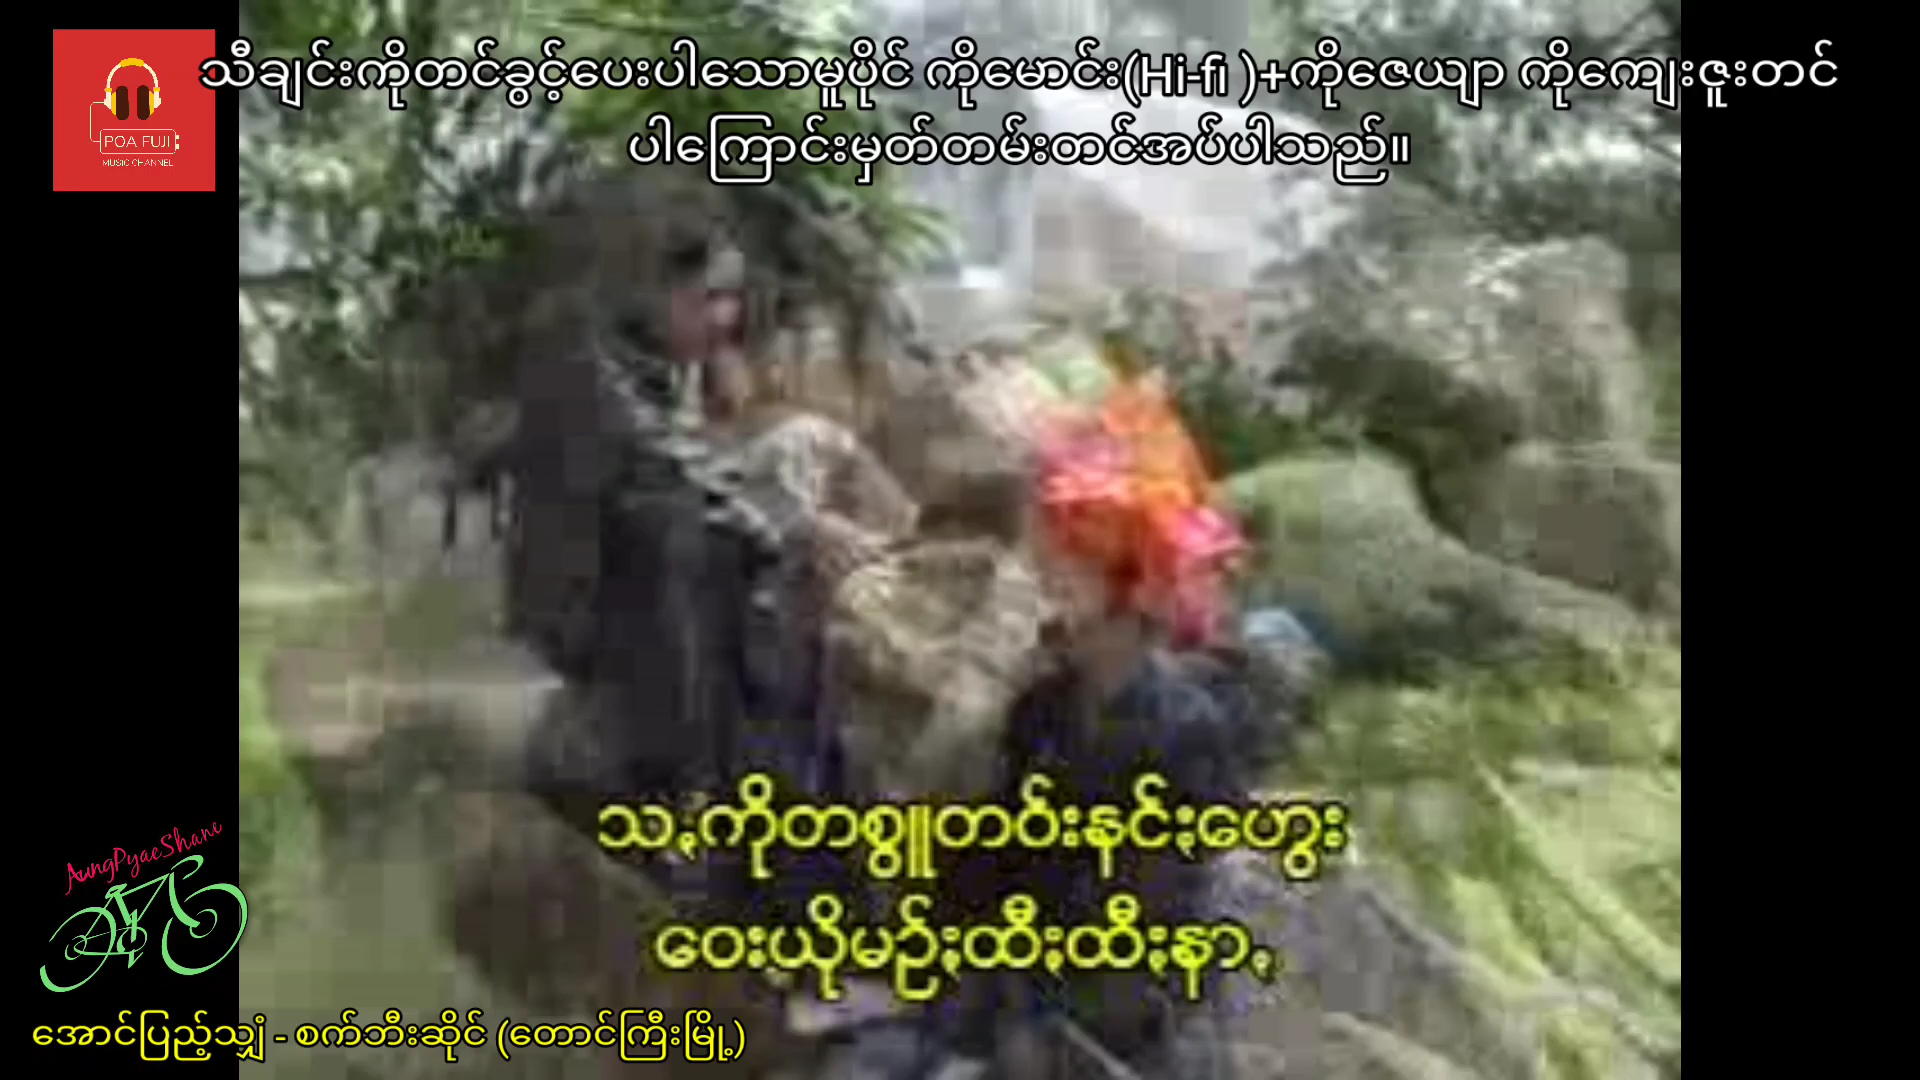 သီချင်းကိုတင်ခွင့်ပေးပါသောမူပိုင် ကိုမောင်း(Hi-fi )+ကိုဇေယျာ ကိုကျေးဇူးတင်
ပါကြောင်းမှတ်တမ်းတင်အပ်ပါသည်။
POA FUJI
MUSIC CHANNEL
သႇကိုတစွူတဝ်းနင်ႏဟွေး
ဝေးယိုမဉ်ႏထီႏထီႏနာႇ
AungPyaeShane
အောင်ပြည့်သျှံ - စက်ဘီးဆိုင် (တောင်ကြီးမြို့)